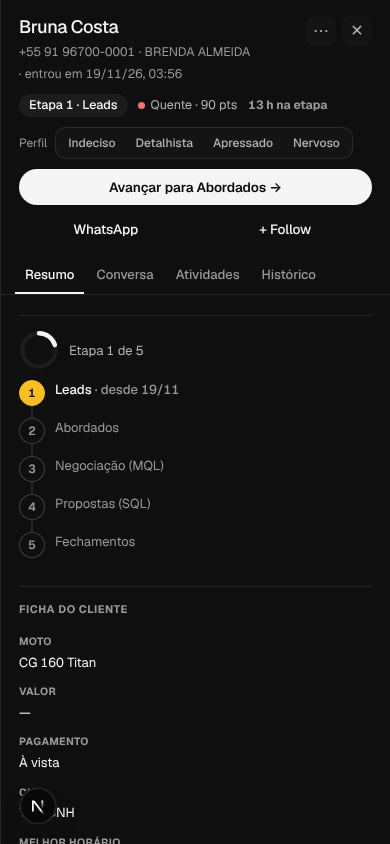 Bruna Costa
+55 91 96700-0001 · BRENDA ALMEIDA
· entrou em 19/11/26, 03:56
Etapa 1 · Leads
Quente · 90 pts
13 h na etapa
Perfil
Indeciso
Detalhista
Apressado
Nervoso
Avançar para Abordados →
WhatsApp
+ Follow
Resumo
Conversa
Atividades
Histórico
Etapa 1 de 5
1
Leads · desde 19/11
2
Abordados
3
Negociação (MQL)
4
Propostas (SQL)
5
Fechamentos
FICHA DO CLIENTE
MOTO
CG 160 Titan
VALOR
—
PAGAMENTO
À vista
N
MELHOR HORÁRIO